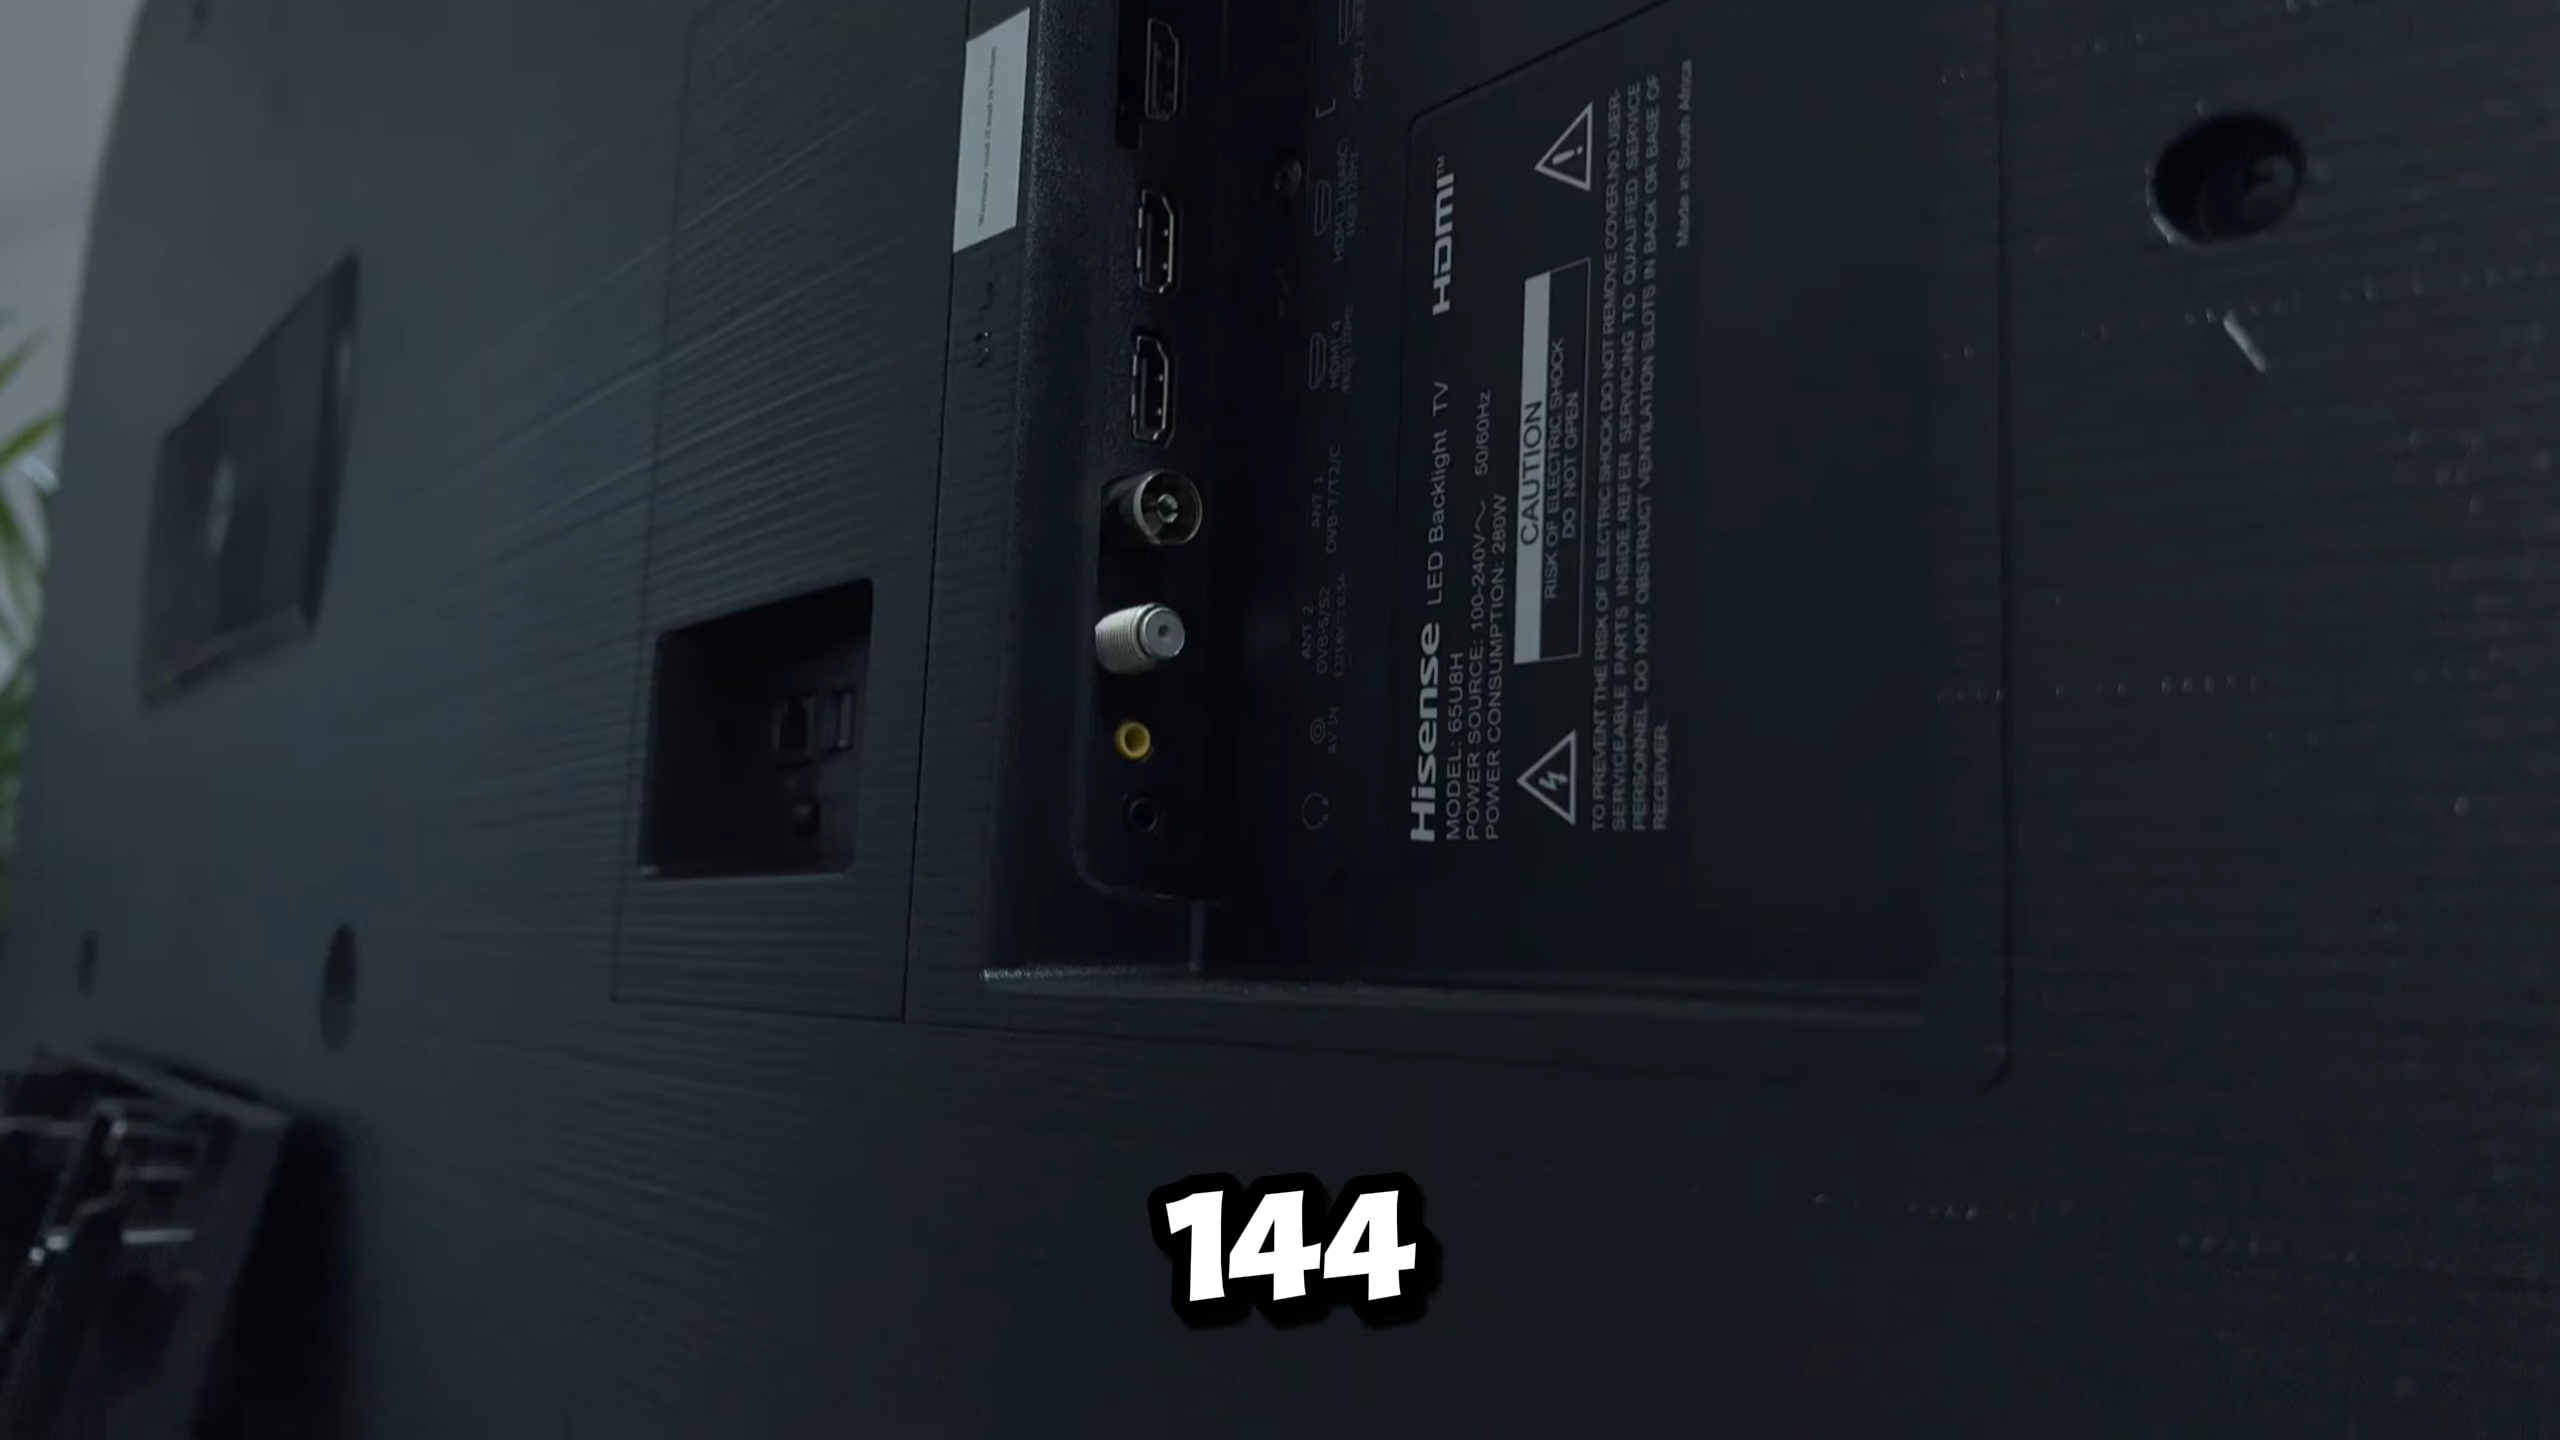 Hisense LED Backlight TV HDMI™
MODEL: 65U8H
POWER SOURCE: 100-240V~ 50/60Hz
POWER CONSUMPTION: 280W
CAUTION
RISK OF ELECTRIC SHOCK
DO NOT OPEN
TO PREVENT THE RISK OF ELECTRIC SHOCK DO NOT REMOVE COVER.NO USER-
SERVICEABLE PARTS INSIDE.REFER SERVICING TO QUALIFIED SERVICE
PERSONNEL. DO NOT OBSTRUCT VENTILATION SLOTS IN BACK OR BASE OF
RECEIVER.
Made in South Africa
HDMI 4
4K@120Hz
ANT 1
DVB-T/T2/C
ANT 2
DVB-S/S2
AV IN
144